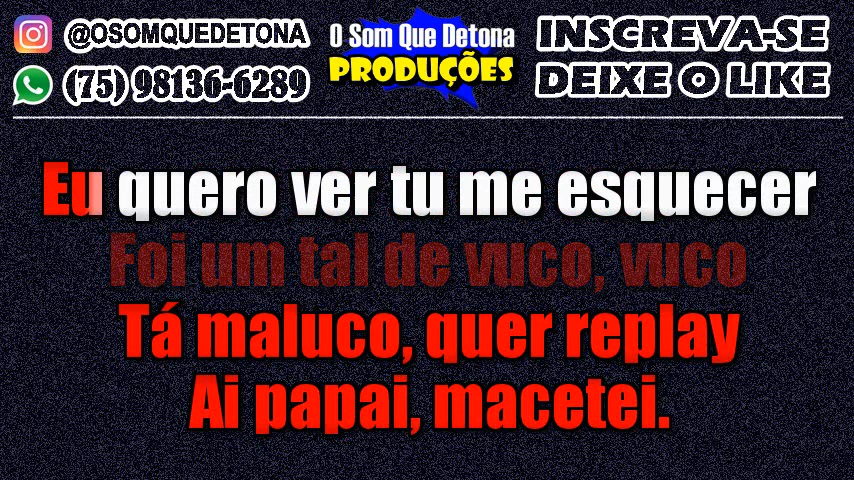 @OSOMQUEDETONA
(75) 98136-6289
O Som Que Detona
PRODUÇÕES
INSCREVA-SE
DEIXE O LIKE
Eu quero ver tu me esquecer
Foi um tal de vuco, vuco
Tá maluco, quer replay
Ai papai, macetei.